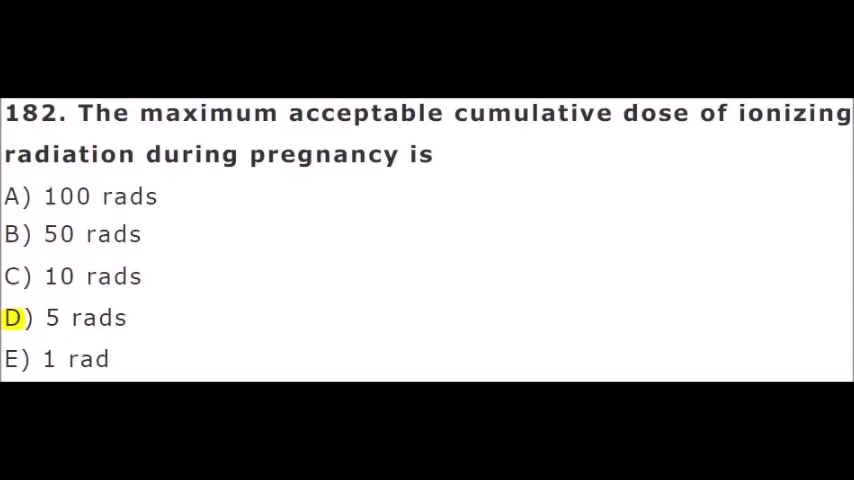 182. The maximum acceptable cumulative dose of ionizing
radiation during pregnancy is
A) 100 rads
B) 50 rads
C) 10 rads
D) 5 rads
E) 1 rad